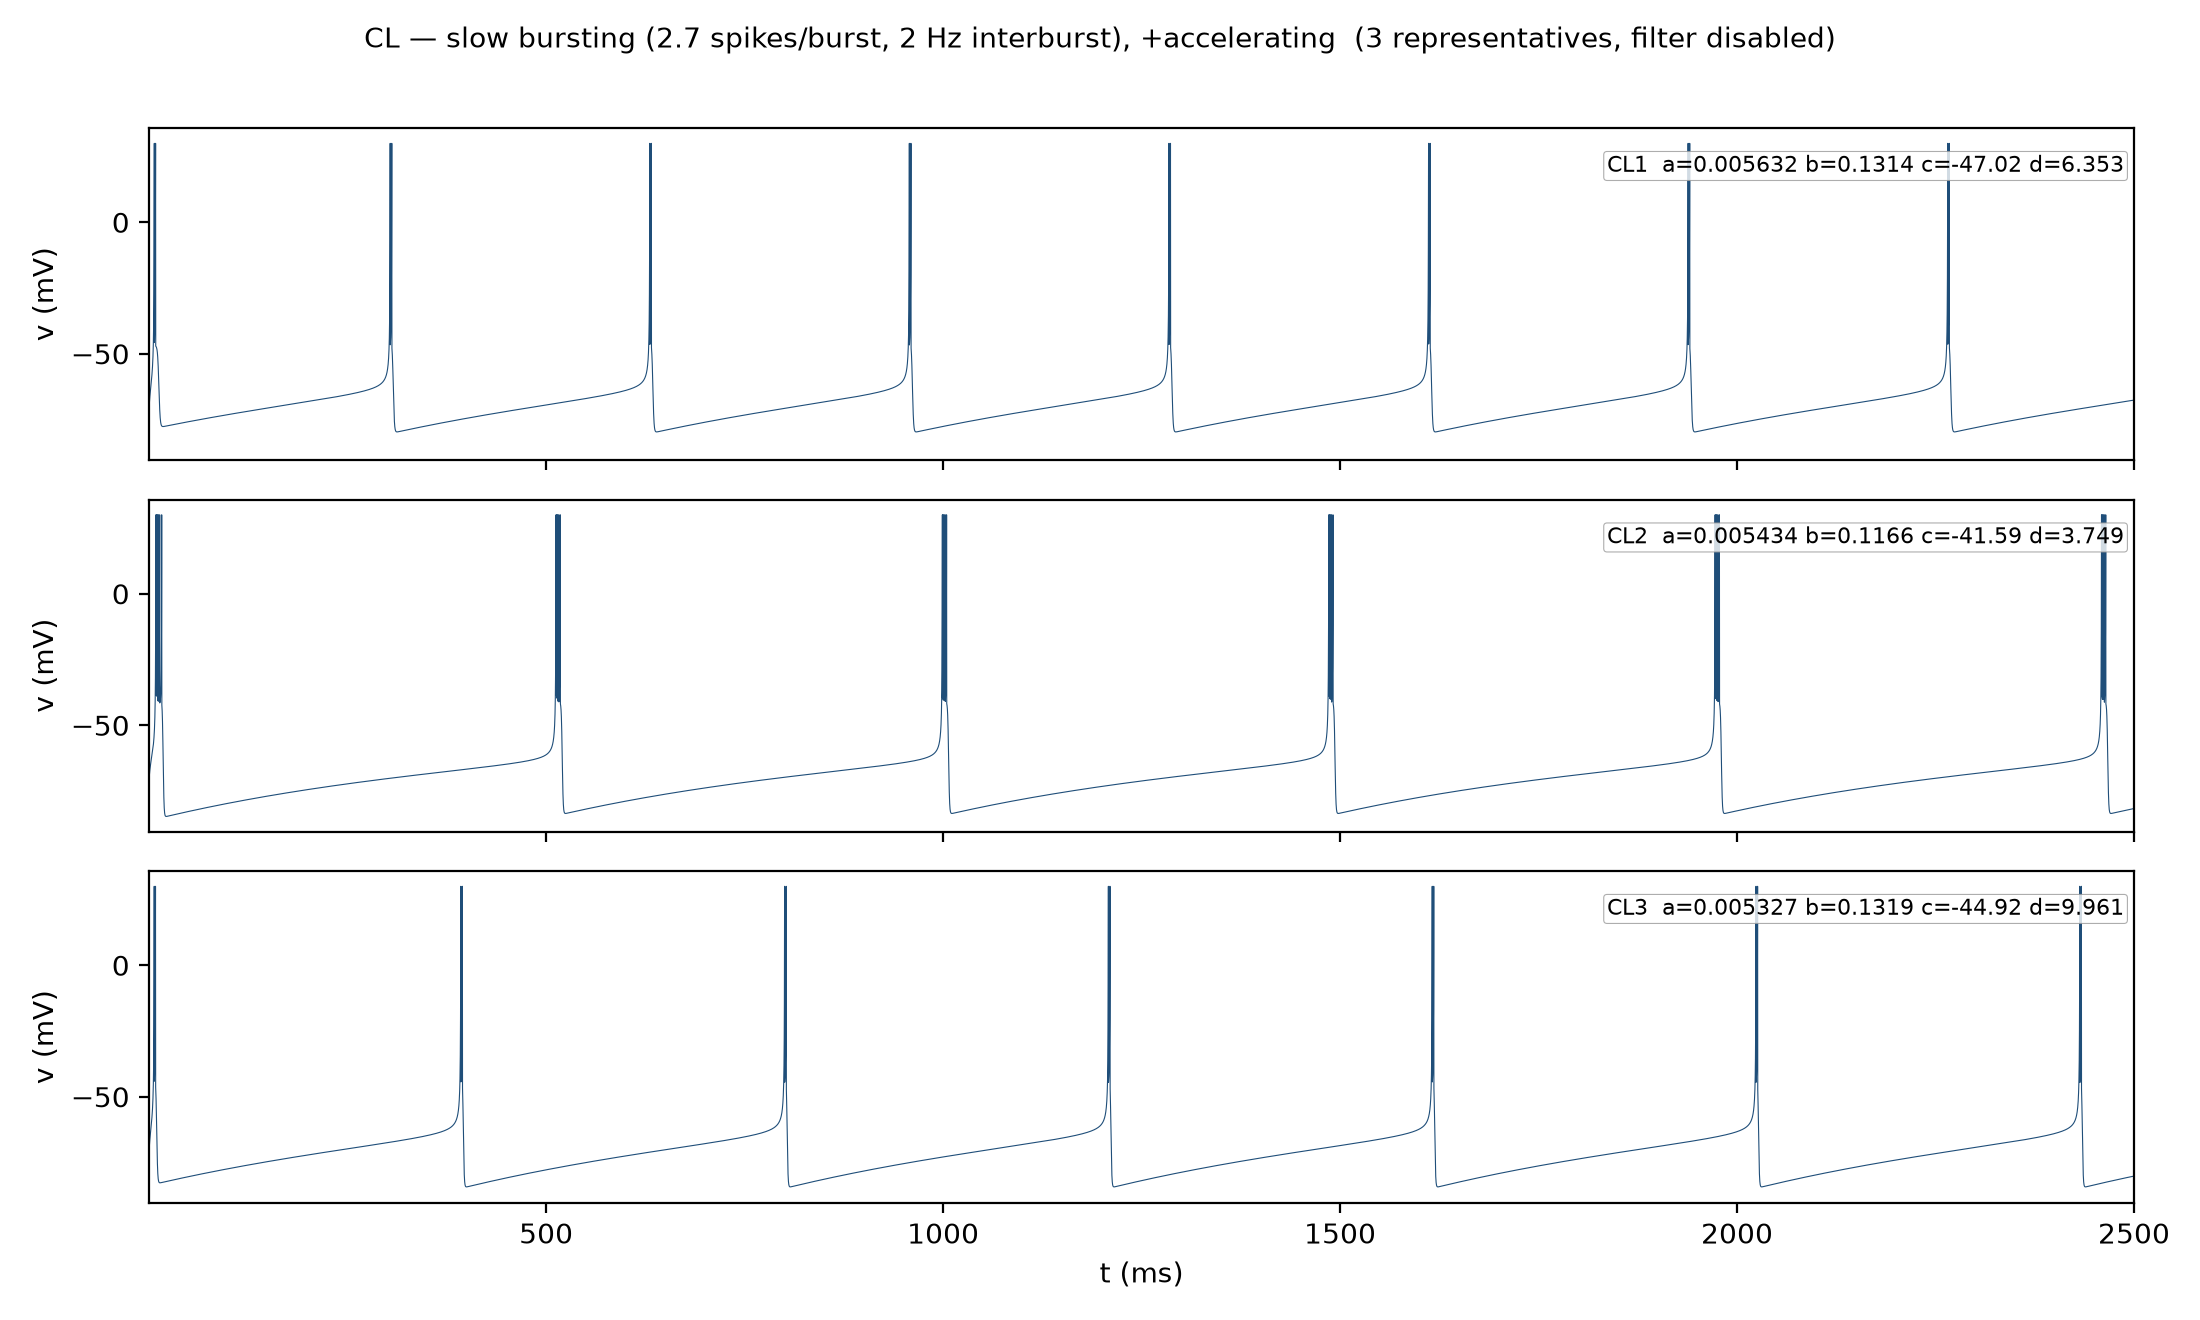 CL — slow bursting (2.7 spikes/burst, 2 Hz interburst), +accelerating  (3 representatives, filter disabled)
CL1  a=0.005632 b=0.1314 c=-47.02 d=6.353
0
−50
v (mV)
CL2  a=0.005434 b=0.1166 c=-41.59 d=3.749
0
−50
v (mV)
CL3  a=0.005327 b=0.1319 c=-44.92 d=9.961
0
−50
v (mV)
500 1000 1500 2000 2500
t (ms)